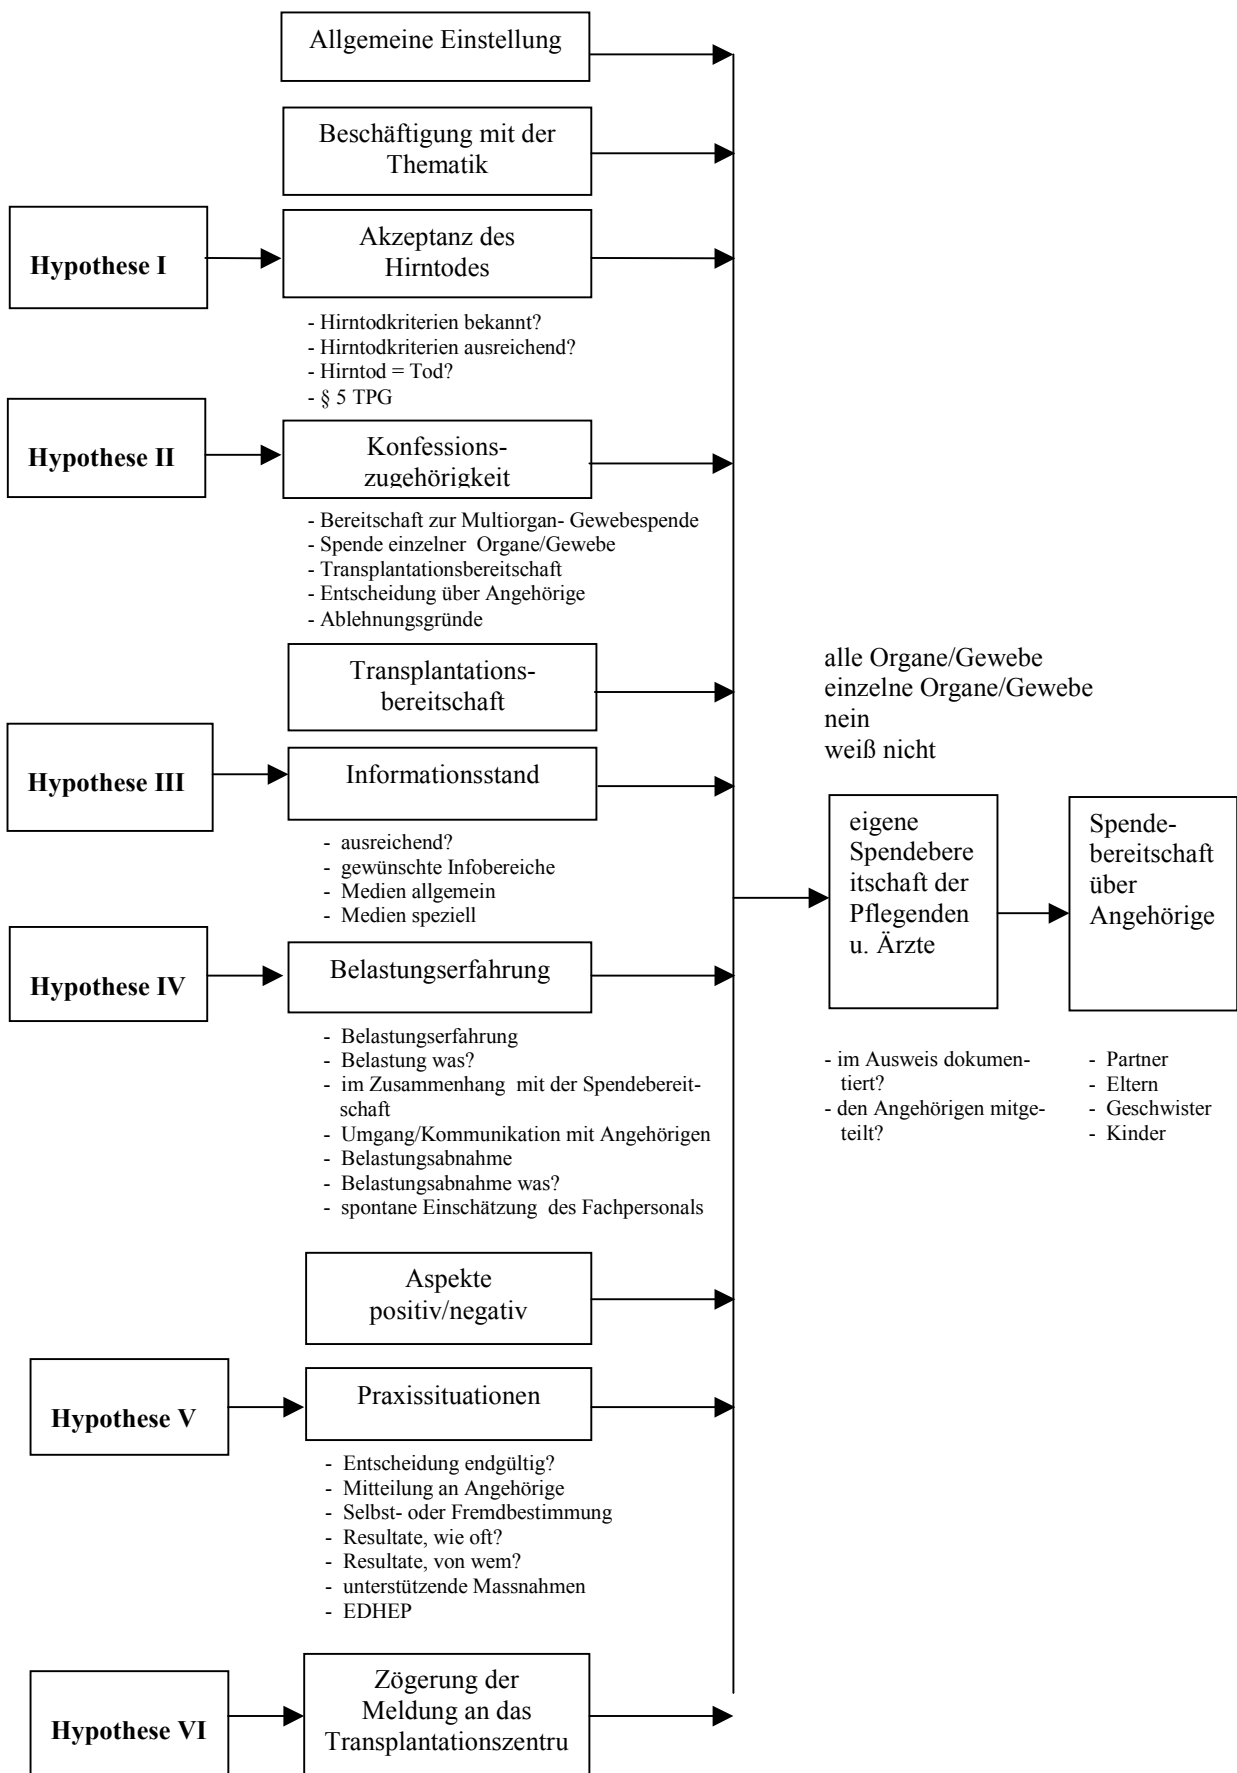 Allgemeine Einstellung
Beschäftigung mit der
Thematik
Hypothese I
Akzeptanz des
Hirntodes
- Hirntodkriterien bekannt?
- Hirntodkriterien ausreichend?
- Hirntod = Tod?
- § 5 TPG
Hypothese II
Konfessions-
zugehörigkeit
- Bereitschaft zur Multiorgan- Gewebespende
- Spende einzelner Organe/Gewebe
- Transplantationsbereitschaft
- Entscheidung über Angehörige
- Ablehnungsgründe
Transplantations-
bereitschaft
Hypothese III
Informationsstand
- ausreichend?
- gewünschte Infobereiche
- Medien allgemein
- Medien speziell
Hypothese IV
Belastungserfahrung
- Belastungserfahrung
- Belastung was?
- im Zusammenhang mit der Spendebereit-
schaft
- Umgang/Kommunikation mit Angehörigen
- Belastungsabnahme
- Belastungsabnahme was?
- spontane Einschätzung des Fachpersonals
Aspekte
positiv/negativ
Hypothese V
Praxissituationen
- Entscheidung endgültig?
- Mitteilung an Angehörige
- Selbst- oder Fremdbestimmung
- Resultate, wie oft?
- Resultate, von wem?
- unterstützende Massnahmen
- EDHEP
Hypothese VI
Zögerung der
Meldung an das
Transplantationszentru
alle Organe/Gewebe
einzelne Organe/Gewebe
nein
weiß nicht
eigene
Spendebere
itschaft der
Pflegenden
u. Ärzte
- im Ausweis dokumen-
tiert?
- den Angehörigen mitge-
teilt?
Spende-
bereitschaft
über
Angehörige
- Partner
- Eltern
- Geschwister
- Kinder